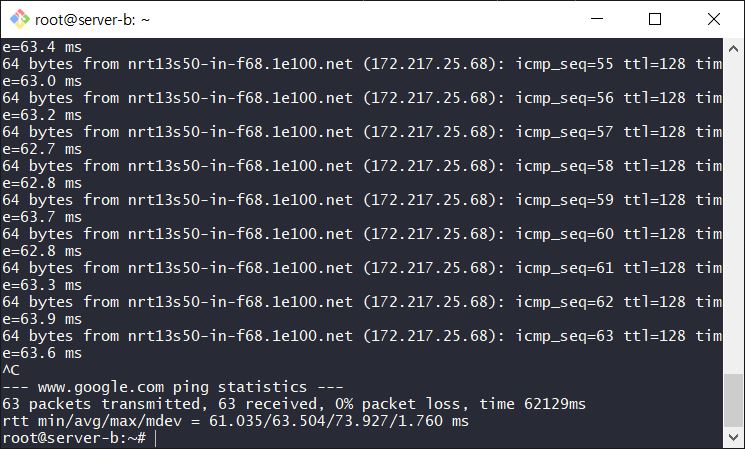 root@server-b: ~
e=63.4 ms
64 bytes from nrt13s50-in-f68.1e100.net (172.217.25.68): icmp_seq=55 ttl=128 tim
e=63.0 ms
64 bytes from nrt13s50-in-f68.1e100.net (172.217.25.68): icmp_seq=56 ttl=128 tim
e=63.2 ms
64 bytes from nrt13s50-in-f68.1e100.net (172.217.25.68): icmp_seq=57 ttl=128 tim
e=62.7 ms
64 bytes from nrt13s50-in-f68.1e100.net (172.217.25.68): icmp_seq=58 ttl=128 tim
e=62.8 ms
64 bytes from nrt13s50-in-f68.1e100.net (172.217.25.68): icmp_seq=59 ttl=128 tim
e=63.7 ms
64 bytes from nrt13s50-in-f68.1e100.net (172.217.25.68): icmp_seq=60 ttl=128 tim
e=62.8 ms
64 bytes from nrt13s50-in-f68.1e100.net (172.217.25.68): icmp_seq=61 ttl=128 tim
e=63.3 ms
64 bytes from nrt13s50-in-f68.1e100.net (172.217.25.68): icmp_seq=62 ttl=128 tim
e=63.9 ms
64 bytes from nrt13s50-in-f68.1e100.net (172.217.25.68): icmp_seq=63 ttl=128 tim
e=63.6 ms
^C
--- www.google.com ping statistics ---
63 packets transmitted, 63 received, 0% packet loss, time 62129ms
rtt min/avg/max/mdev = 61.035/63.504/73.927/1.760 ms
root@server-b:~#